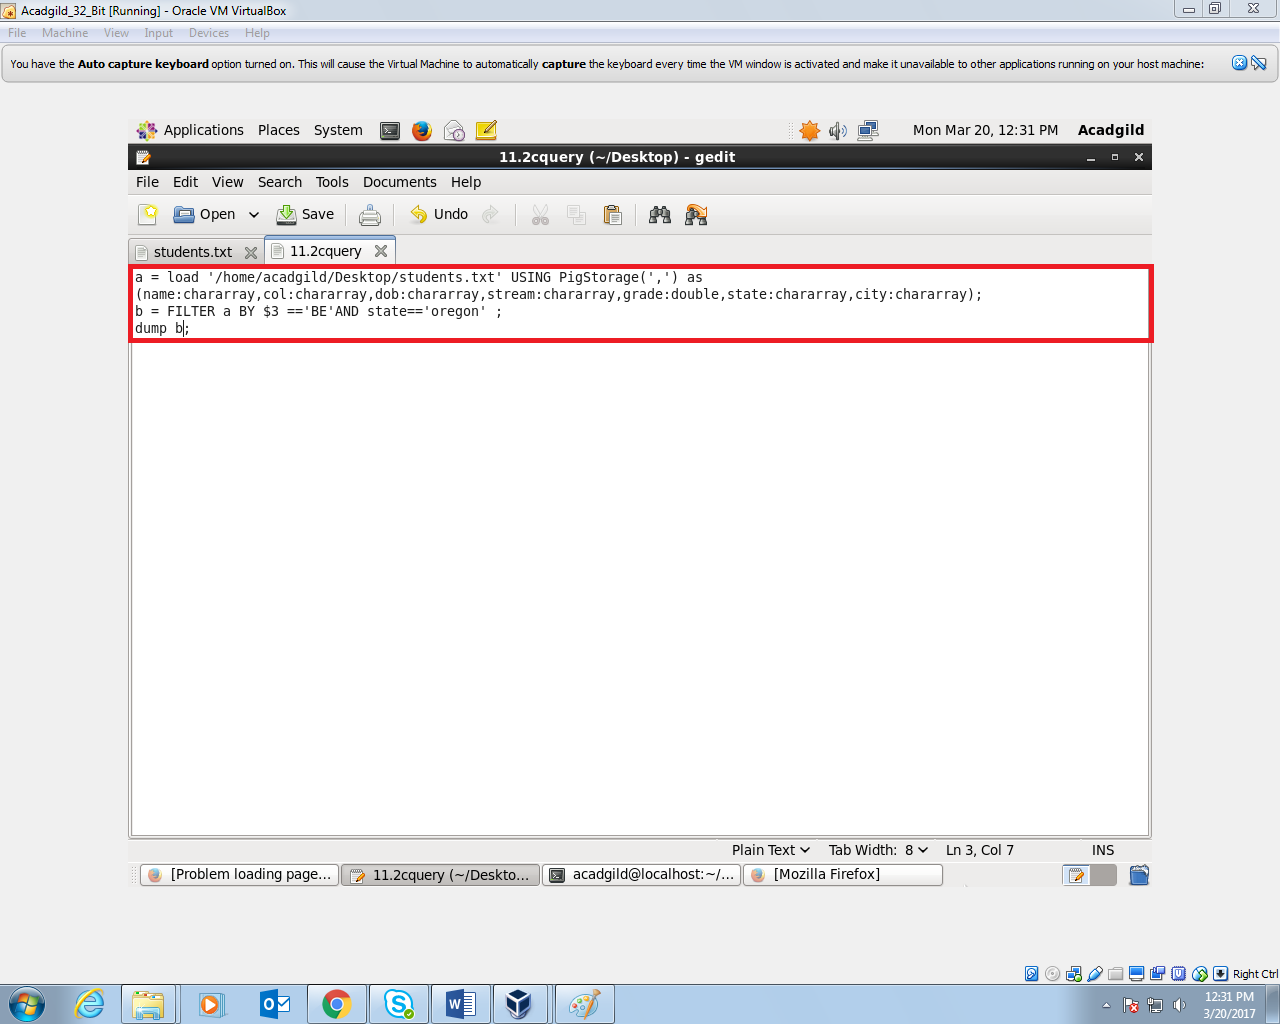 Acadgild_32_Bit [Running] - Oracle VM VirtualBox
File Machine View Input Devices Help
You have the Auto capture keyboard option turned on. This will cause the Virtual Machine to automatically capture the keyboard every time the VM window is activated and make it unavailable to other applications running on your host machine:
Applications Places System Mon Mar 20, 12:31 PM Acadgild
11.2cquery (~/Desktop) - gedit
File Edit View Search Tools Documents Help
Open Save Undo
students.txt 11.2cquery
a = load '/home/acadgild/Desktop/students.txt' USING PigStorage(',') as
(name:chararray,col:chararray,dob:chararray,stream:chararray,grade:double,state:chararray,city:chararray);
b = FILTER a BY $3 =='BE'AND state=='oregon' ;
dump b;
Plain Text Tab Width: 8 Ln 3, Col 7 INS
[Problem loading page... 11.2cquery (~/Deskto... acadgild@localhost:~/... [Mozilla Firefox]
Right Ctrl
12:31 PM
3/20/2017